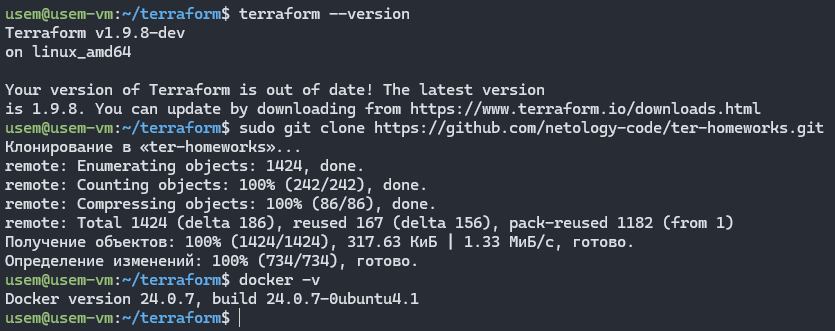 usem@usem-vm:~/terraform$ terraform --version
Terraform v1.9.8-dev
on linux_amd64
Your version of Terraform is out of date! The latest version
is 1.9.8. You can update by downloading from https://www.terraform.io/downloads.html
usem@usem-vm:~/terraform$ sudo git clone https://github.com/netology-code/ter-homeworks.git
Клонирование в «ter-homeworks»...
remote: Enumerating objects: 1424, done.
remote: Counting objects: 100% (242/242), done.
remote: Compressing objects: 100% (86/86), done.
remote: Total 1424 (delta 186), reused 167 (delta 156), pack-reused 1182 (from 1)
Получение объектов: 100% (1424/1424), 317.63 КиБ | 1.33 МиБ/с, готово.
Определение изменений: 100% (734/734), готово.
usem@usem-vm:~/terraform$ docker -v
Docker version 24.0.7, build 24.0.7-0ubuntu4.1
usem@usem-vm:~/terraform$